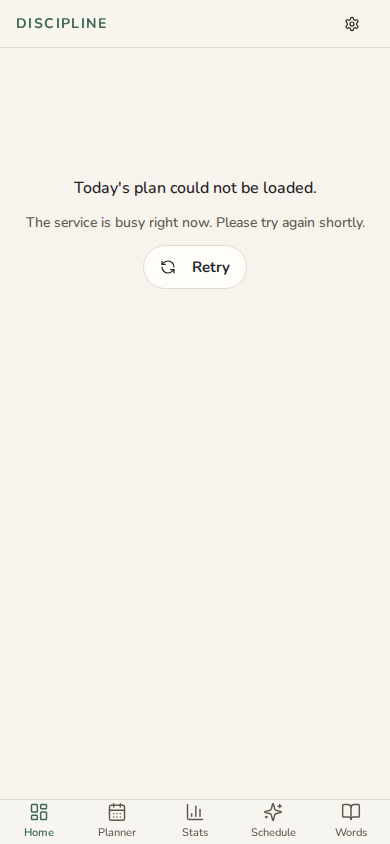 DISCIPLINE
Today's plan could not be loaded.
The service is busy right now. Please try again shortly.
Retry
Home
Planner
Stats
Schedule
Words